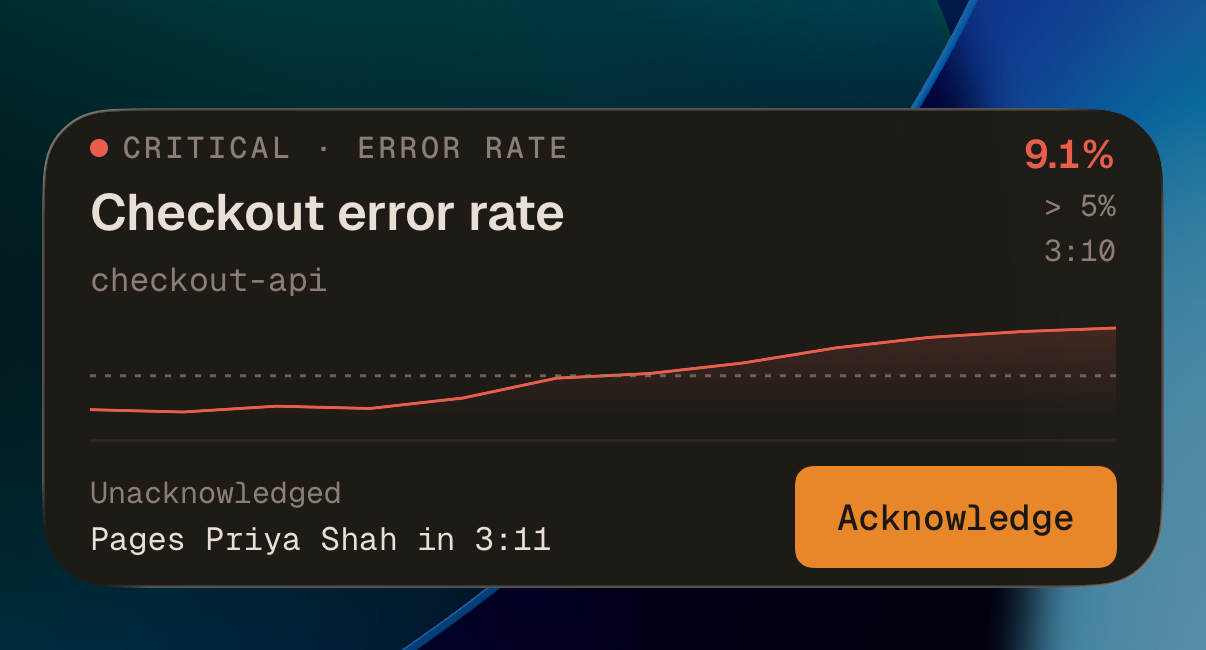 CRITICAL · ERROR RATE
9.1%
Checkout error rate
> 5%
3:10
checkout-api
Unacknowledged
Pages Priya Shah in 3:11
Acknowledge